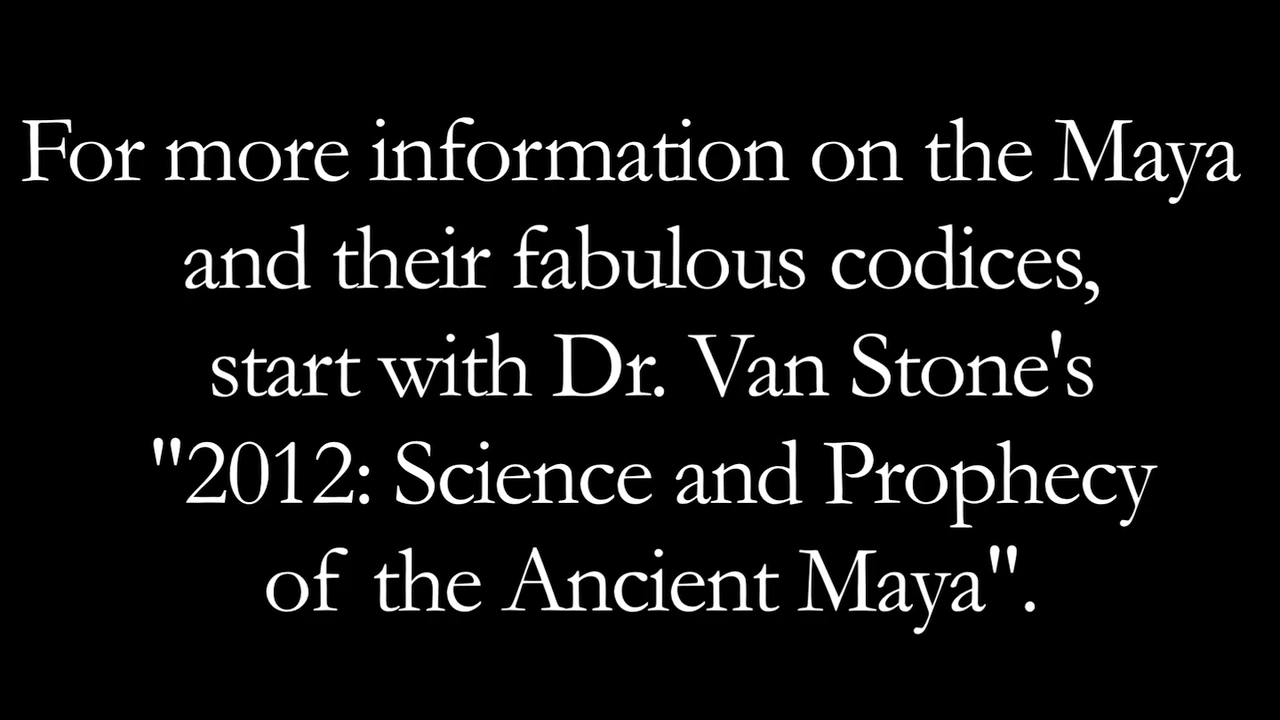 For more information on the Maya
and their fabulous codices,
start with Dr. Van Stone's
"2012: Science and Prophecy
of the Ancient Maya".